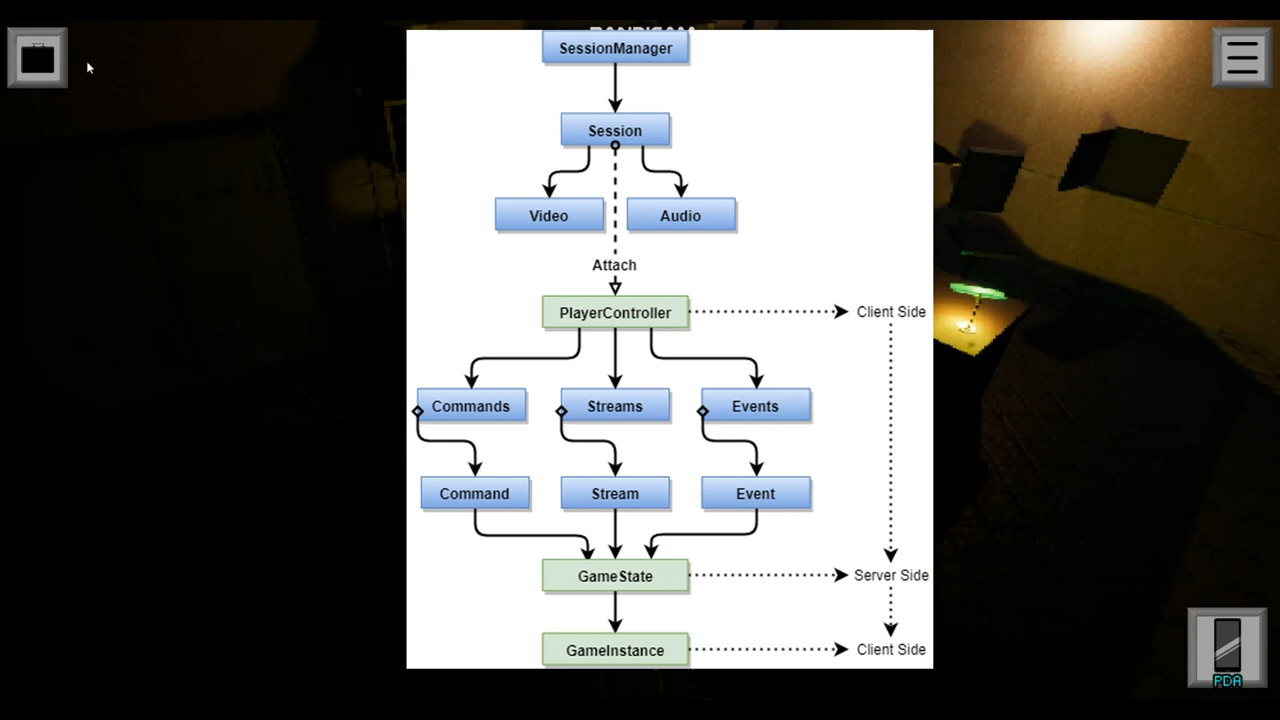 SessionManager
Session
Video
Audio
Attach
PlayerController
Client Side
Commands
Streams
Events
Command
Stream
Event
GameState
Server Side
GameInstance
Client Side
PDA